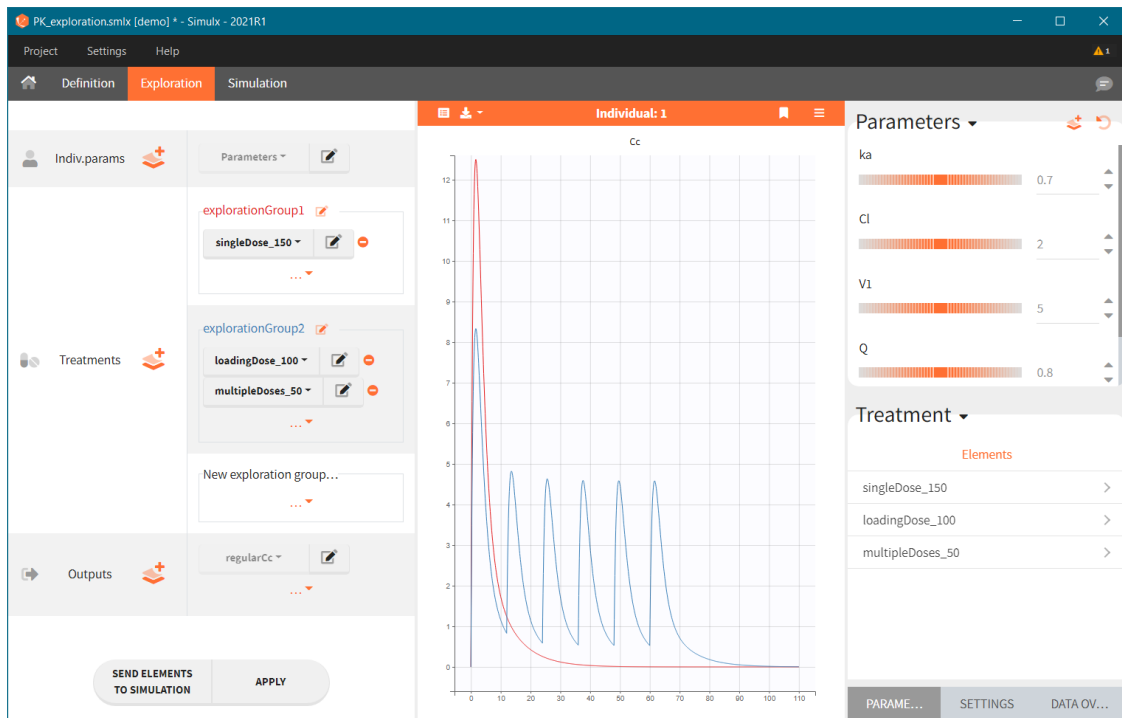 PK_exploration.smlx [demo] * - Simulx - 2021R1
Project Settings Help
1
Definition Exploration Simulation
Indiv.params
Parameters
explorationGroup1
singleDose_150
...
Treatments
explorationGroup2
loadingDose_100
multipleDoses_50
...
New exploration group...
...
Outputs
regularCc
...
SEND ELEMENTS
TO SIMULATION
APPLY
Individual: 1
Cc
12
11
10
9
8
7
6
5
4
3
2
1
0
0 10 20 30 40 50 60 70 80 90 100 110
Parameters
ka
0.7
Cl
2
V1
5
Q
0.8
Treatment
Elements
singleDose_150
loadingDose_100
multipleDoses_50
PARAME... SETTINGS DATA OV...